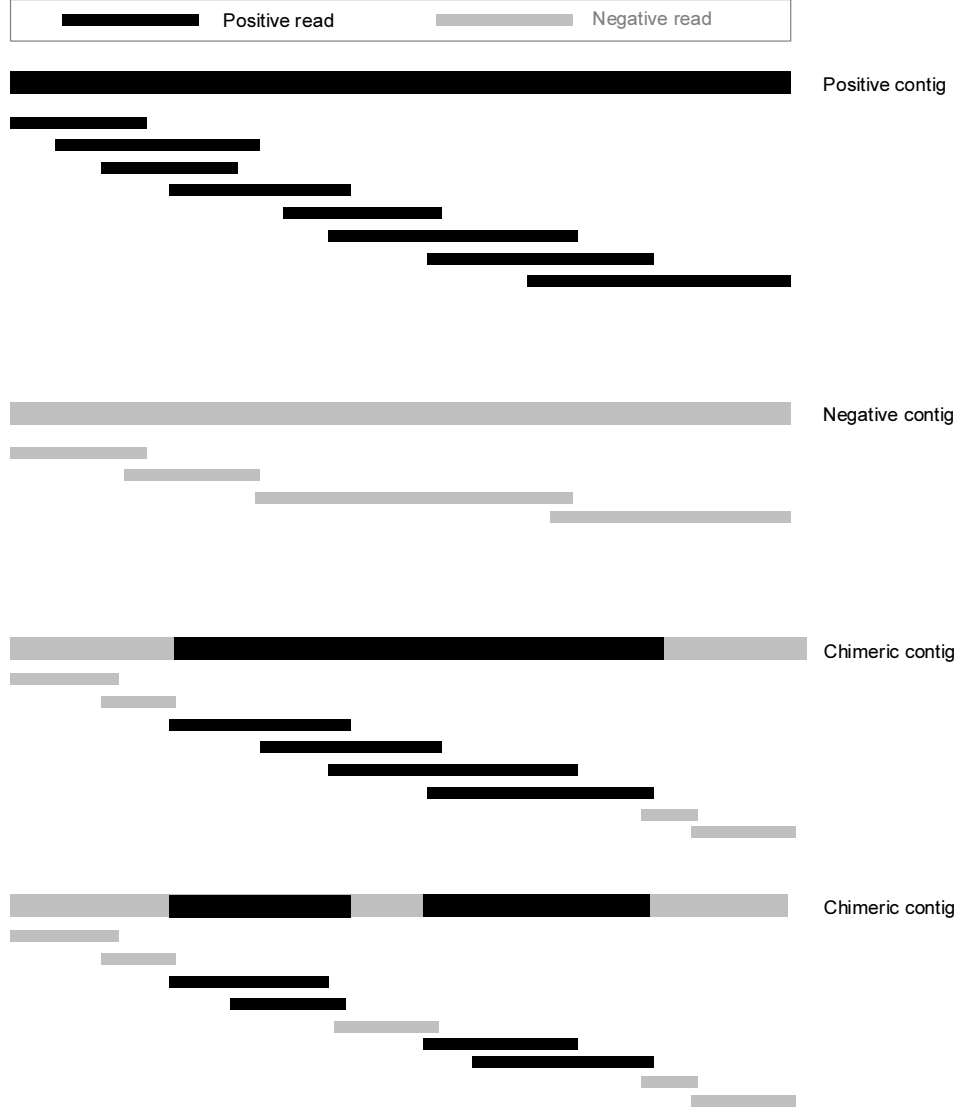 Positive read
Negative read
Positive contig
Negative contig
Chimeric contig
Chimeric contig